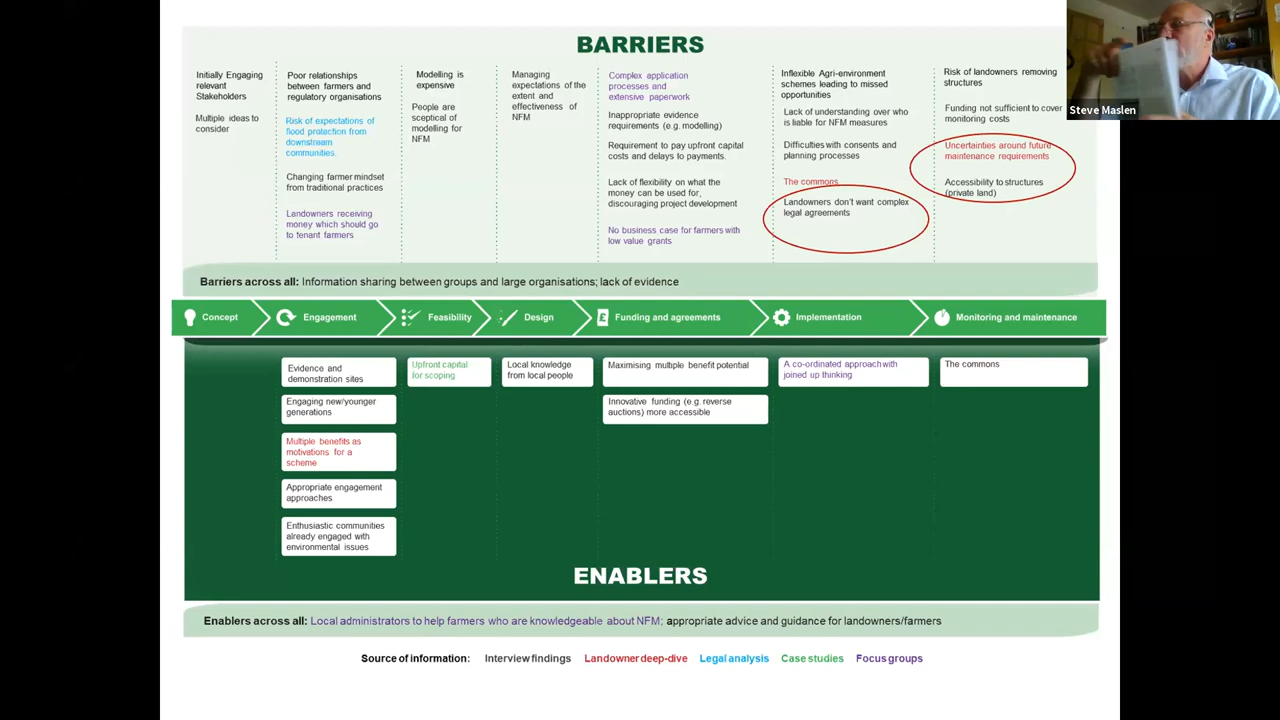 BARRIERS
Steve Maslen
Initially Engaging
relevant
Stakeholders
Multiple ideas to
consider
Poor relationships
between farmers and
regulatory organisations
Risk of expectations of
flood protection from
downstream
communities.
Changing farmer mindset
from traditional practices
Landowners receiving
money which should go
to tenant farmers
Modelling is
expensive
People are
sceptical of
modelling for
NFM
Managing
expectations of the
extent and
effectiveness of
NFM
Complex application
processes and
extensive paperwork
Inappropriate evidence
requirements (e.g. modelling)
Requirement to pay upfront capital
costs and delays to payments.
Lack of flexibility on what the
money can be used for,
discouraging project development
No business case for farmers with
low value grants
Inflexible Agri-environment
schemes leading to missed
opportunities
Lack of understanding over who
is liable for NFM measures
Difficulties with consents and
planning processes
The commons
Landowners don't want complex
legal agreements
Risk of landowners removing
structures
Funding not sufficient to cover
monitoring costs
Uncertainties around future
maintenance requirements
Accessibility to structures
(private land)
Barriers across all: Information sharing between groups and large organisations; lack of evidence
Concept
Engagement
Feasibility
Design
£
Funding and agreements
Implementation
Monitoring and maintenance
Evidence and
demonstration sites
Engaging new/younger
generations
Multiple benefits as
motivations for a
scheme
Appropriate engagement
approaches
Enthusiastic communities
already engaged with
environmental issues
Upfront capital
for scoping
Local knowledge
from local people
Maximising multiple benefit potential
Innovative funding (e.g. reverse
auctions) more accessible
A co-ordinated approach with
joined up thinking
The commons
ENABLERS
Enablers across all: Local administrators to help farmers who are knowledgeable about NFM; appropriate advice and guidance for landowners/farmers
Source of information: Interview findings Landowner deep-dive Legal analysis Case studies Focus groups